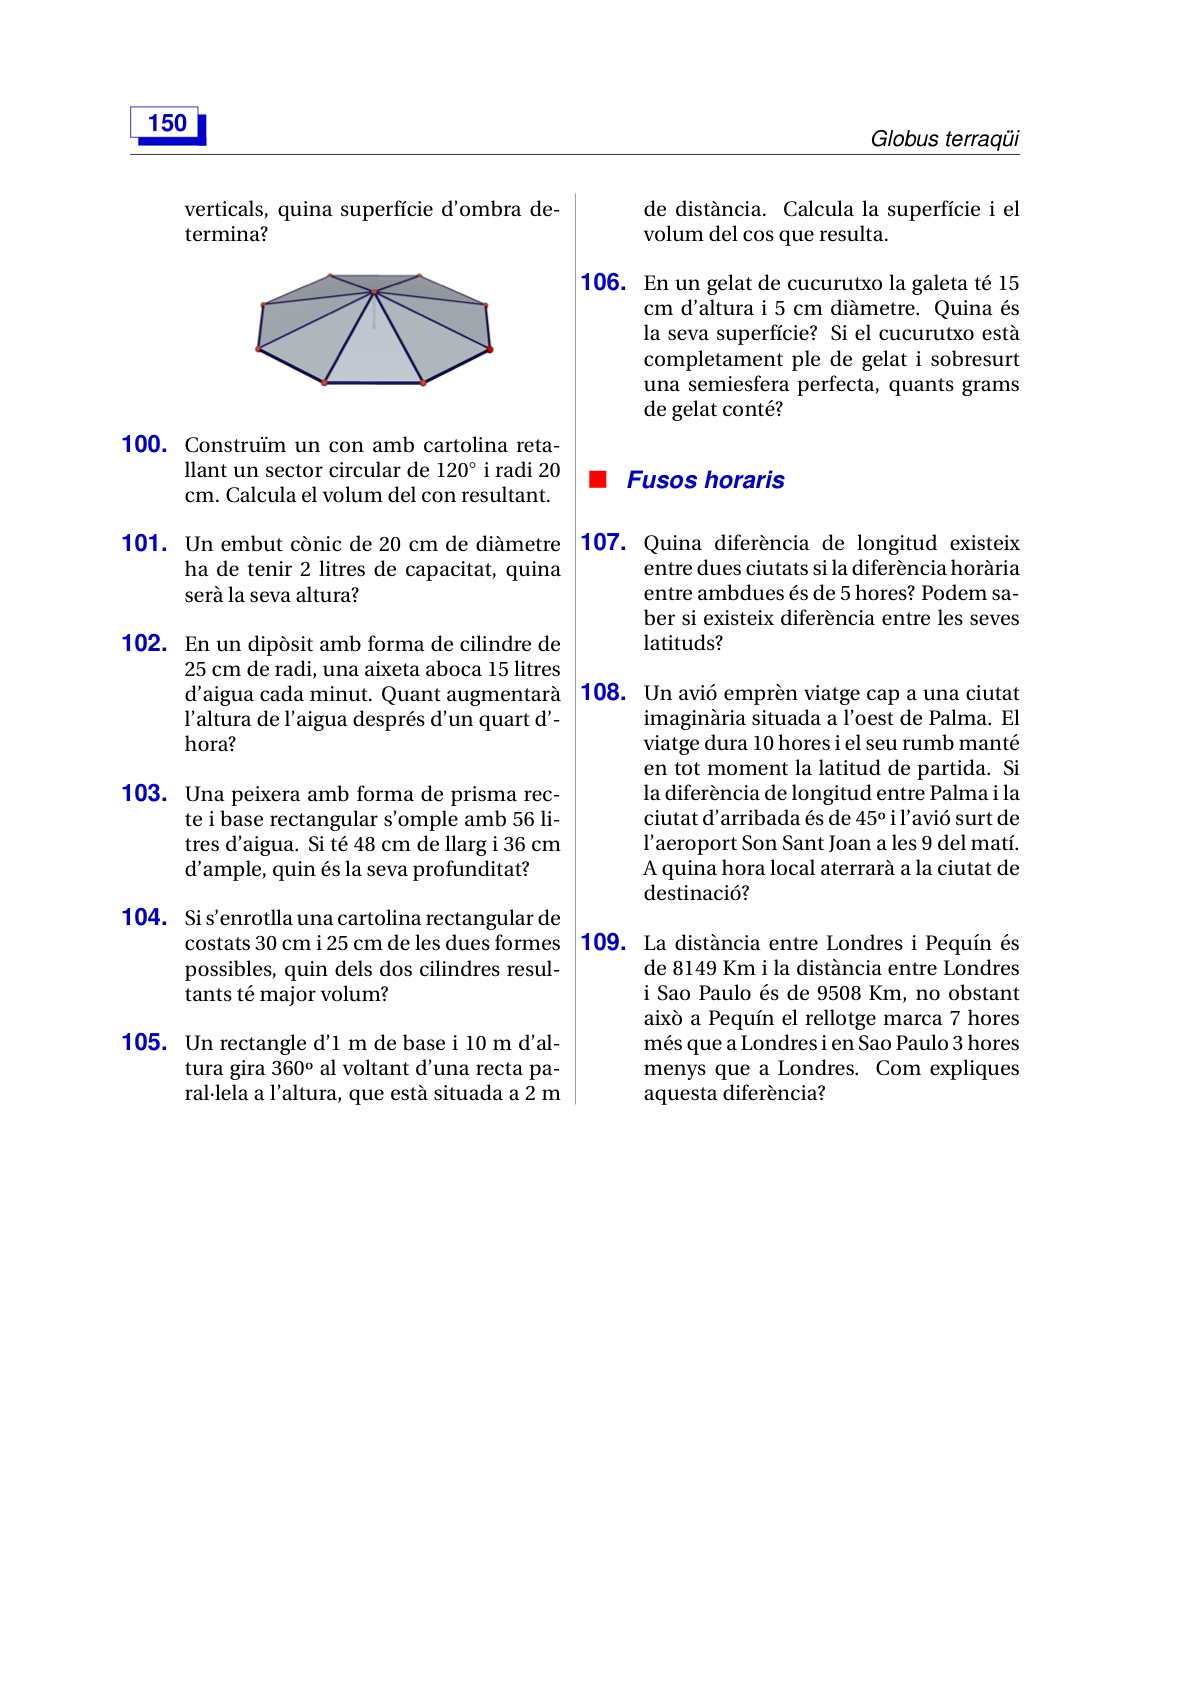 150
Globus terraqüi
verticals, quina superfície d'ombra de-
termina?
100. Construïm un con amb cartolina reta-
llant un sector circular de 120° i radi 20
cm. Calcula el volum del con resultant.
101. Un embut cònic de 20 cm de diàmetre
ha de tenir 2 litres de capacitat, quina
serà la seva altura?
102. En un dipòsit amb forma de cilindre de
25 cm de radi, una aixeta aboca 15 litres
d'aigua cada minut. Quant augmentarà
l'altura de l'aigua després d'un quart d'-
hora?
103. Una peixera amb forma de prisma rec-
te i base rectangular s'omple amb 56 li-
tres d'aigua. Si té 48 cm de llarg i 36 cm
d'ample, quin és la seva profunditat?
104. Si s'enrotlla una cartolina rectangular de
costats 30 cm i 25 cm de les dues formes
possibles, quin dels dos cilindres resul-
tants té major volum?
105. Un rectangle d'1 m de base i 10 m d'al-
tura gira 360º al voltant d'una recta pa-
ral·lela a l'altura, que està situada a 2 m
de distància. Calcula la superfície i el
volum del cos que resulta.
106. En un gelat de cucurutxo la galeta té 15
cm d'altura i 5 cm diàmetre. Quina és
la seva superfície? Si el cucurutxo està
completament ple de gelat i sobresurt
una semiesfera perfecta, quants grams
de gelat conté?
Fusos horaris
107. Quina diferència de longitud existeix
entre dues ciutats si la diferència horària
entre ambdues és de 5 hores? Podem sa-
ber si existeix diferència entre les seves
latituds?
108. Un avió emprèn viatge cap a una ciutat
imaginària situada a l'oest de Palma. El
viatge dura 10 hores i el seu rumb manté
en tot moment la latitud de partida. Si
la diferència de longitud entre Palma i la
ciutat d'arribada és de 45º i l'avió surt de
l'aeroport Son Sant Joan a les 9 del matí.
A quina hora local aterrarà a la ciutat de
destinació?
109. La distància entre Londres i Pequín és
de 8149 Km i la distància entre Londres
i Sao Paulo és de 9508 Km, no obstant
això a Pequín el rellotge marca 7 hores
més que a Londres i en Sao Paulo 3 hores
menys que a Londres. Com expliques
aquesta diferència?